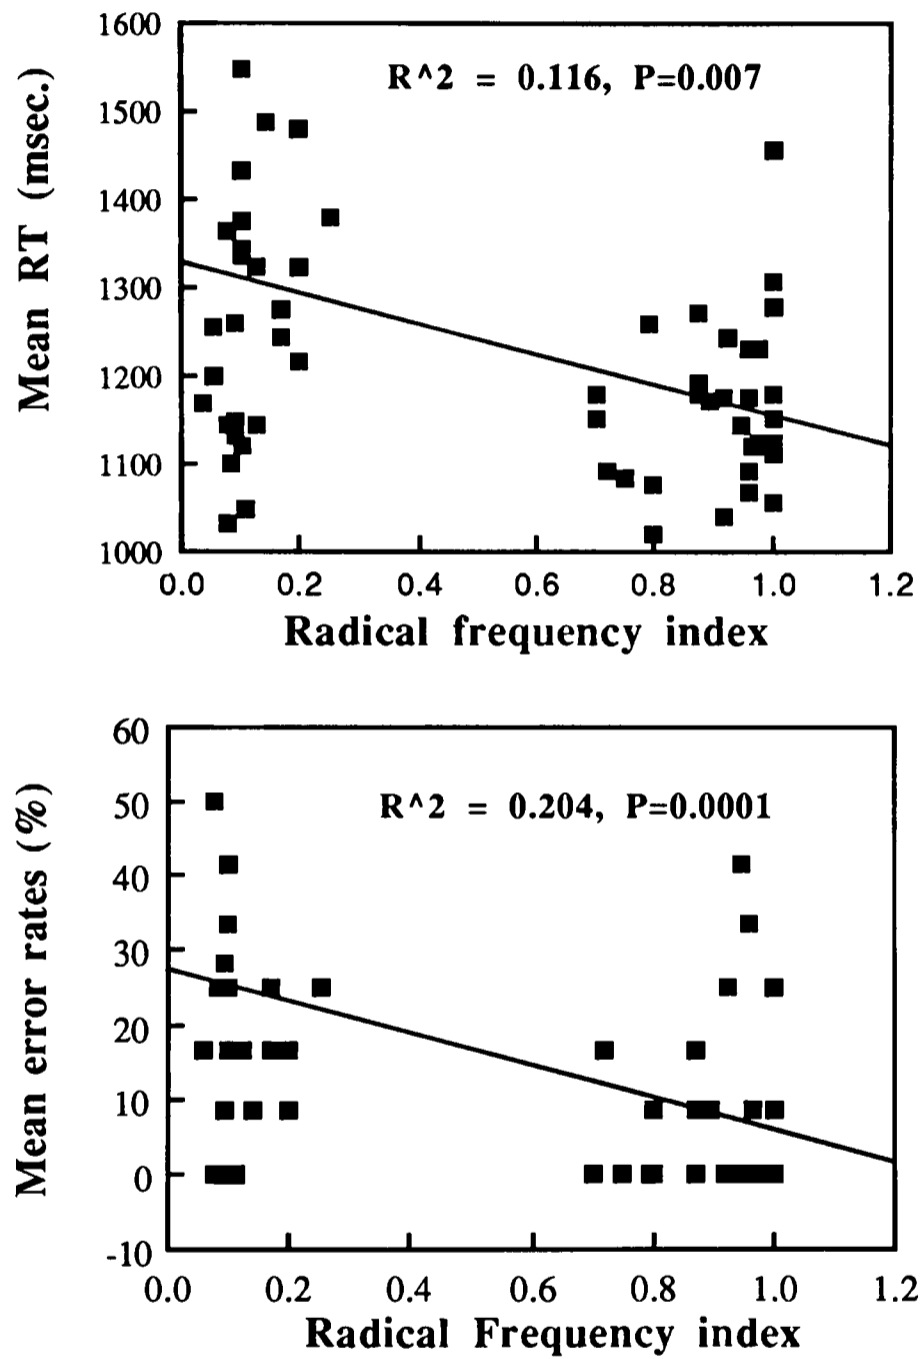 Mean RT (msec.)
1600
1500
1400
1300
1200
1100
1000
R^2 = 0.116, P=0.007
0.0 0.2 0.4 0.6 0.8 1.0 1.2
Radical frequency index
Mean error rates (%)
60
50
40
30
20
10
0
-10
R^2 = 0.204, P=0.0001
0.0 0.2 0.4 0.6 0.8 1.0 1.2
Radical Frequency index